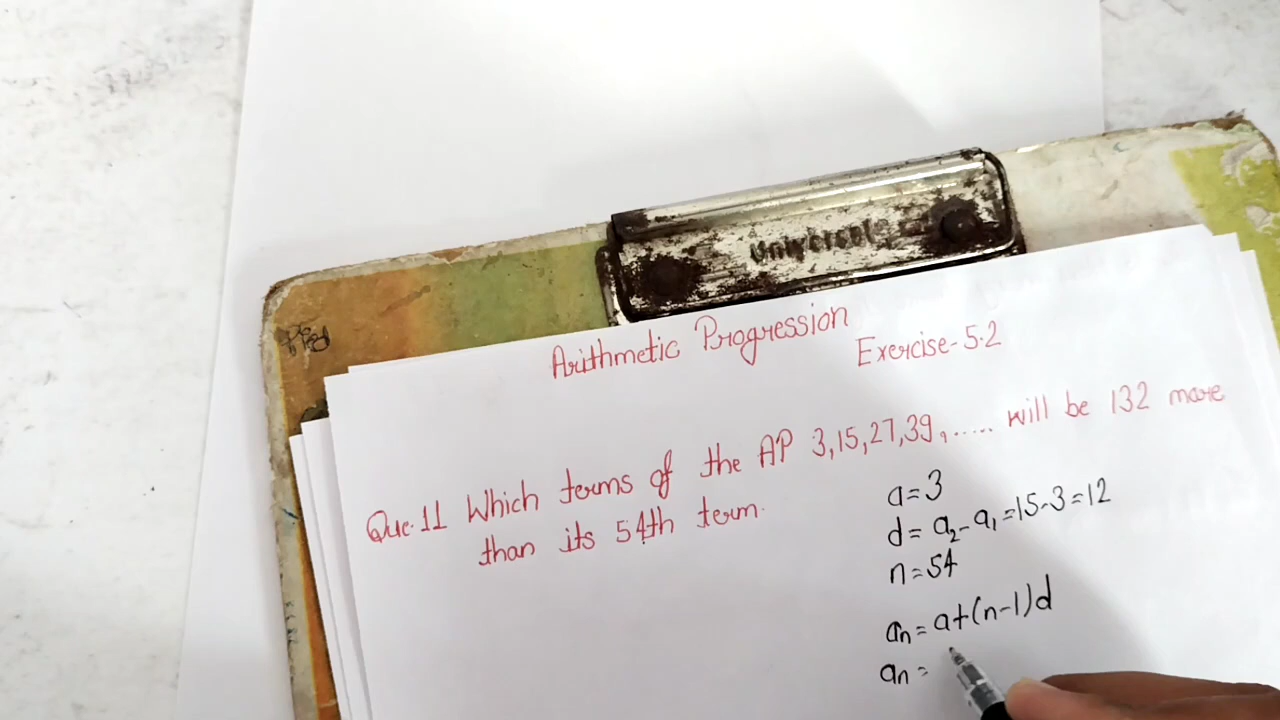 Universal
Arithmetic Progression
Exercise-5.2
Que.11 Which terms of the AP 3,15,27,39,..... will be 132 more
than its 54th term.
a=3
d= a₂-a₁=15-3=12
n=54
aₙ= a+(n-1)d
aₙ=